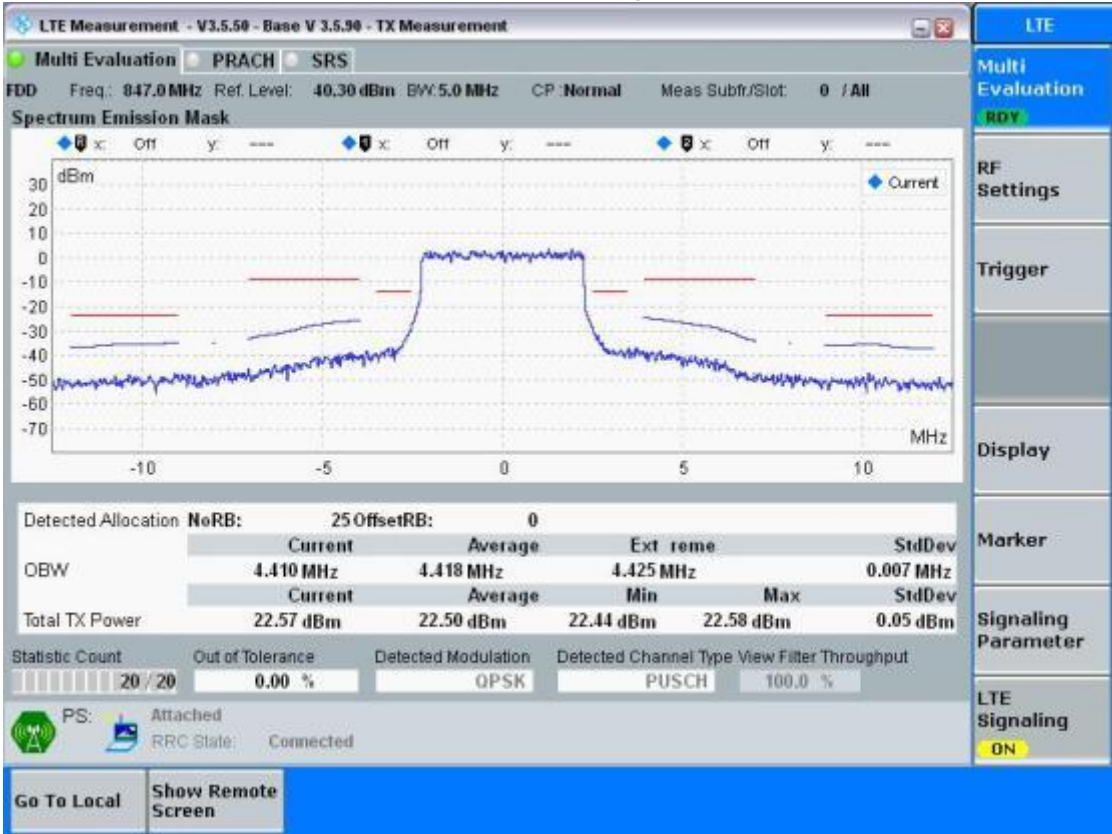 LTE Measurement - V3.5.50 - Base V 3.5.90 - TX Measurement
LTE
Multi Evaluation PRACH SRS
Multi Evaluation
RDY
FDD Freq.: 847.0 MHz Ref. Level: 40.30 dBm BW: 5.0 MHz CP :Normal Meas Subfr./Slot: 0 / All
Spectrum Emission Mask
x: Off y: --- x: Off y: --- x: Off y: ---
dBm
Current
30
20
10
0
-10
-20
-30
-40
-50
-60
-70
MHz
-10 -5 0 5 10
RF
Settings
Trigger
Display
Marker
Signaling
Parameter
LTE
Signaling
ON
Detected Allocation NoRB: 25 OffsetRB: 0
Current Average Ext reme StdDev
OBW 4.410 MHz 4.418 MHz 4.425 MHz 0.007 MHz
Current Average Min Max StdDev
Total TX Power 22.57 dBm 22.50 dBm 22.44 dBm 22.58 dBm 0.05 dBm
Statistic Count Out of Tolerance Detected Modulation Detected Channel Type View Filter Throughput
20 / 20 0.00 % QPSK PUSCH 100.0 %
PS: Attached
RRC State: Connected
Go To Local
Show Remote
Screen